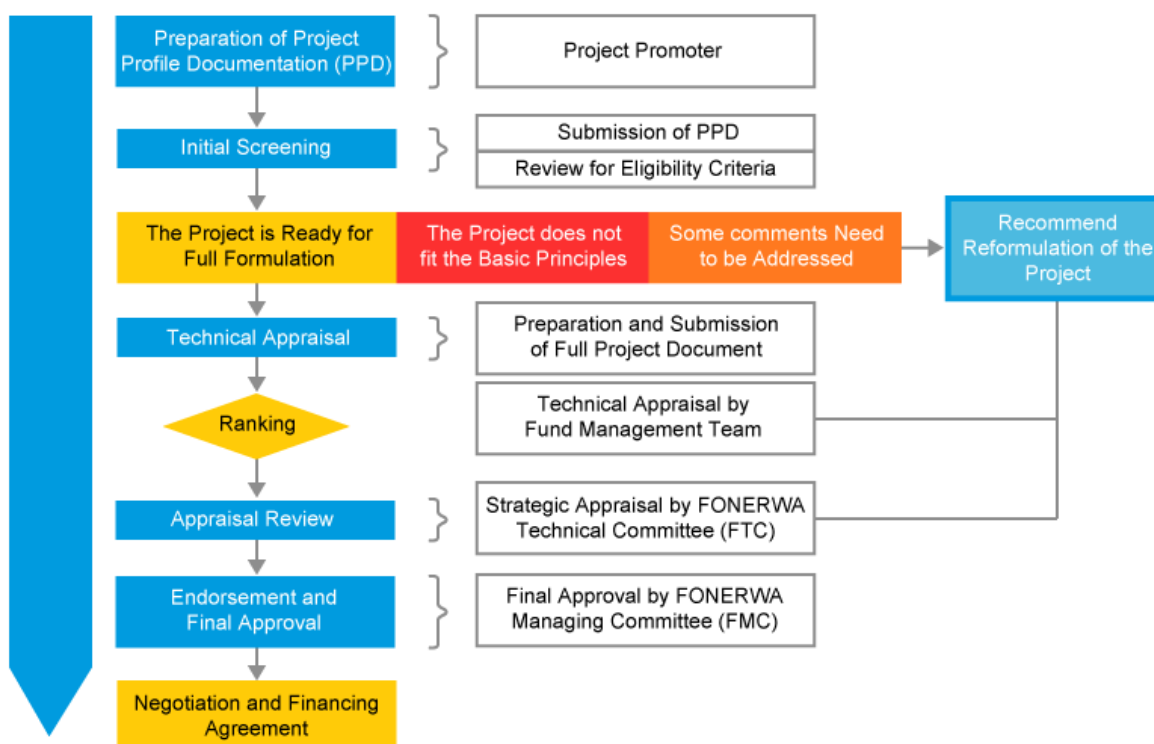 Preparation of Project
Profile Documentation (PPD)
Project Promoter
Initial Screening
Submission of PPD
Review for Eligibility Criteria
The Project is Ready for
Full Formulation
The Project does not
fit the Basic Principles
Some comments Need
to be Addressed
Recommend
Reformulation of the
Project
Technical Appraisal
Preparation and Submission
of Full Project Document
Ranking
Technical Appraisal by
Fund Management Team
Appraisal Review
Strategic Appraisal by FONERWA
Technical Committee (FTC)
Endorsement and
Final Approval
Final Approval by FONERWA
Managing Committee (FMC)
Negotiation and Financing
Agreement